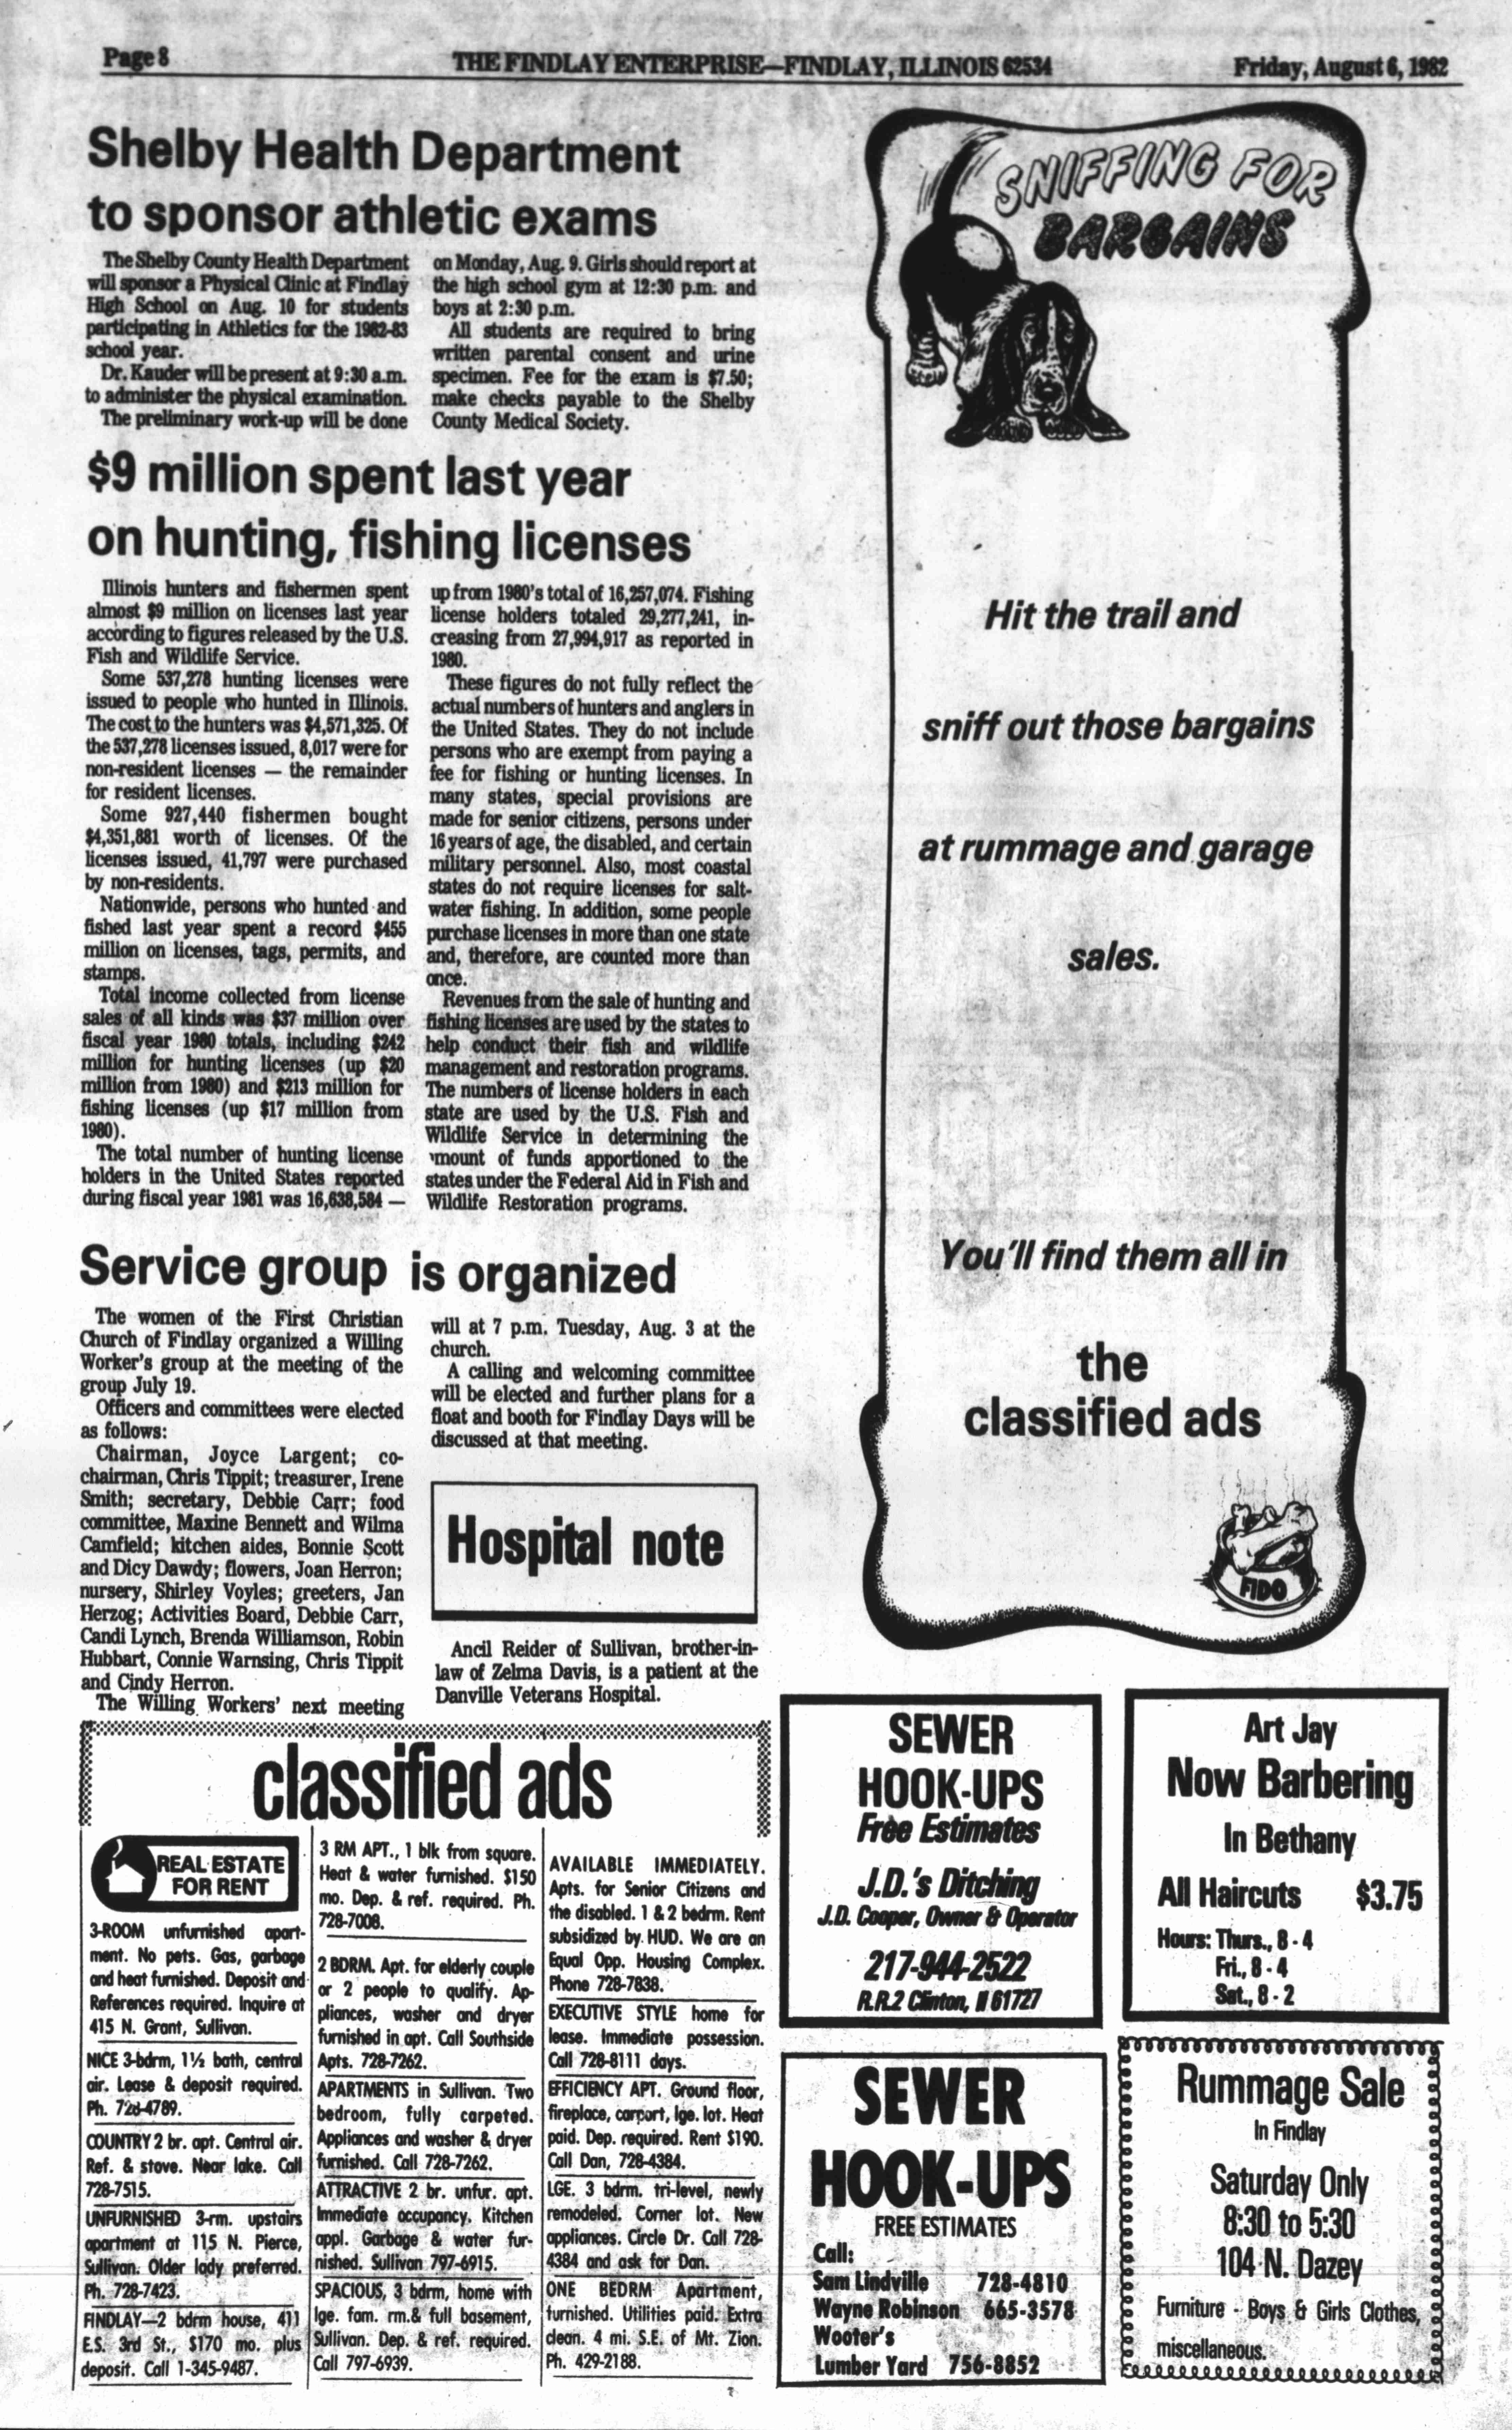 Page 8
THE FINDLAY ENTERPRISE—FINDLAY, ILLINOIS 62534
Friday, August 6, 1982
Shelby Health Department
to sponsor athletic exams
The Shelby County Health Department
will sponsor a Physical Clinic at Findlay
High School on Aug. 10 for students
participating in Athletics for the 1982-83
school year.
Dr. Kauder will be present at 9:30 a.m.
to administer the physical examination.
The preliminary work-up will be done
on Monday, Aug. 9. Girls should report at
the high school gym at 12:30 p.m. and
boys at 2:30 p.m.
All students are required to bring
written parental consent and urine
specimen. Fee for the exam is $7.50;
make checks payable to the Shelby
County Medical Society.
$9 million spent last year
on hunting, fishing licenses
Illinois hunters and fishermen spent
almost $9 million on licenses last year
according to figures released by the U.S.
Fish and Wildlife Service.
Some 537,278 hunting licenses were
issued to people who hunted in Illinois.
The cost to the hunters was $4,571,325. Of
the 537,278 licenses issued, 8,017 were for
non-resident licenses — the remainder
for resident licenses.
Some 927,440 fishermen bought
$4,351,881 worth of licenses. Of the
licenses issued, 41,797 were purchased
by non-residents.
Nationwide, persons who hunted and
fished last year spent a record $455
million on licenses, tags, permits, and
stamps.
Total income collected from license
sales of all kinds was $37 million over
fiscal year 1980 totals, including $242
million for hunting licenses (up $20
million from 1980) and $213 million for
fishing licenses (up $17 million from
1980).
The total number of hunting license
holders in the United States reported
during fiscal year 1981 was 16,638,584 —
up from 1980's total of 16,257,074. Fishing
license holders totaled 29,277,241, in-
creasing from 27,994,917 as reported in
1980.
These figures do not fully reflect the
actual numbers of hunters and anglers in
the United States. They do not include
persons who are exempt from paying a
fee for fishing or hunting licenses. In
many states, special provisions are
made for senior citizens, persons under
16 years of age, the disabled, and certain
military personnel. Also, most coastal
states do not require licenses for salt-
water fishing. In addition, some people
purchase licenses in more than one state
and, therefore, are counted more than
once.
Revenues from the sale of hunting and
fishing licenses are used by the states to
help conduct their fish and wildlife
management and restoration programs.
The numbers of license holders in each
state are used by the U.S. Fish and
Wildlife Service in determining the
'mount of funds apportioned to the
states under the Federal Aid in Fish and
Wildlife Restoration programs.
Service group is organized
The women of the First Christian
Church of Findlay organized a Willing
Worker's group at the meeting of the
group July 19.
Officers and committees were elected
as follows:
Chairman, Joyce Largent; co-
chairman, Chris Tippit; treasurer, Irene
Smith; secretary, Debbie Carr; food
committee, Maxine Bennett and Wilma
Camfield; kitchen aides, Bonnie Scott
and Dicy Dawdy; flowers, Joan Herron;
nursery, Shirley Voyles; greeters, Jan
Herzog; Activities Board, Debbie Carr,
Candi Lynch, Brenda Williamson, Robin
Hubbart, Connie Warnsing, Chris Tippit
and Cindy Herron.
The Willing Workers' next meeting
will at 7 p.m. Tuesday, Aug. 3 at the
church.
A calling and welcoming committee
will be elected and further plans for a
float and booth for Findlay Days will be
discussed at that meeting.
Hospital note
Ancil Reider of Sullivan, brother-in-
law of Zelma Davis, is a patient at the
Danville Veterans Hospital.
SNIFFING FOR
BARGAINS
Hit the trail and
sniff out those bargains
at rummage and garage
sales.
You'll find them all in
the
classified ads
FIDO
classified ads
REAL ESTATE
FOR RENT
3-ROOM unfurnished apart-
ment. No pets. Gas, garbage
and heat furnished. Deposit and
References required. Inquire at
415 N. Grant, Sullivan.
NICE 3-bdrm, 1½ bath, central
air. Lease & deposit required.
Ph. 728-4789.
COUNTRY 2 br. apt. Central air.
Ref. & stove. Near lake. Call
728-7515.
UNFURNISHED 3-rm. upstairs
apartment at 115 N. Pierce,
Sullivan. Older lady preferred.
Ph. 728-7423.
FINDLAY—2 bdrm house, 411
E.S. 3rd St., $170 mo. plus
deposit. Call 1-345-9487.
3 RM APT., 1 blk from square.
Heat & water furnished. $150
mo. Dep. & ref. required. Ph.
728-7008.
2 BDRM. Apt. for elderly couple
or 2 people to qualify. Ap-
pliances, washer and dryer
furnished in apt. Call Southside
Apts. 728-7262.
APARTMENTS in Sullivan. Two
bedroom, fully carpeted.
Appliances and washer & dryer
furnished. Call 728-7262.
ATTRACTIVE 2 br. unfur. apt.
Immediate occupancy. Kitchen
appl. Garbage & water fur-
nished. Sullivan 797-6915.
SPACIOUS, 3 bdrm, home with
lge. fam. rm.& full basement,
Sullivan. Dep. & ref. required.
Call 797-6939.
AVAILABLE IMMEDIATELY.
Apts. for Senior Citizens and
the disabled. 1 & 2 bedrm. Rent
subsidized by HUD. We are an
Equal Opp. Housing Complex.
Phone 728-7838.
EXECUTIVE STYLE home for
lease. Immediate possession.
Call 728-8111 days.
EFFICIENCY APT. Ground floor,
fireplace, carport, lge. lot. Heat
paid. Dep. required. Rent $190.
Call Dan, 728-4384.
LGE. 3 bdrm. tri-level, newly
remodeled. Corner lot. New
appliances. Circle Dr. Call 728-
4384 and ask for Dan.
ONE BEDRM Apartment,
furnished. Utilities paid. Extra
clean. 4 mi. S.E. of Mt. Zion.
Ph. 429-2188.
SEWER
HOOK-UPS
Free Estimates
J.D.'s Ditching
J.D. Cooper, Owner & Operator
217-944-2522
R.R.2 Clinton, Il 61727
SEWER
HOOK-UPS
FREE ESTIMATES
Call:
Sam Lindville 728-4810
Wayne Robinson 665-3578
Wooter's
Lumber Yard 756-8852
Art Jay
Now Barbering
In Bethany
All Haircuts $3.75
Hours: Thurs., 8 - 4
Fri., 8 - 4
Sat., 8 - 2
Rummage Sale
In Findlay
Saturday Only
8:30 to 5:30
104 N. Dazey
Furniture - Boys & Girls Clothes,
miscellaneous.